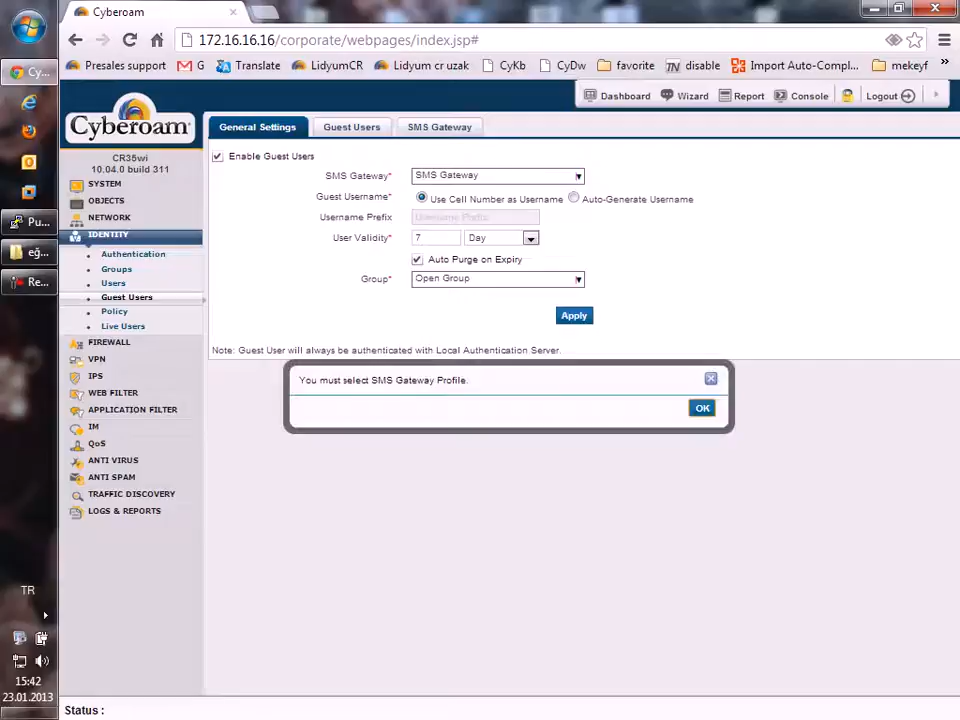 Cyberoam
172.16.16.16/corporate/webpages/index.jsp#
Presales support
G
Translate
LidyumCR
Lidyum cr uzak
CyKb
CyDw
favorite
disable
Import Auto-Compl...
mekeyf
»
Cy...
Pu...
eğ...
Re...
TR
15:42
23.01.2013
Dashboard
Wizard
Report
Console
Logout
Cyberoam
CR35wi
10.04.0 build 311
SYSTEM
OBJECTS
NETWORK
IDENTITY
Authentication
Groups
Users
Guest Users
Policy
Live Users
FIREWALL
VPN
IPS
WEB FILTER
APPLICATION FILTER
IM
QoS
ANTI VIRUS
ANTI SPAM
TRAFFIC DISCOVERY
LOGS & REPORTS
General Settings
Guest Users
SMS Gateway
Enable Guest Users
SMS Gateway* SMS Gateway
Guest Username* Use Cell Number as Username Auto-Generate Username
Username Prefix Username Prefix
User Validity* 7 Day
Auto Purge on Expiry
Group* Open Group
Apply
Note: Guest User will always be authenticated with Local Authentication Server.
You must select SMS Gateway Profile.
OK
Status :